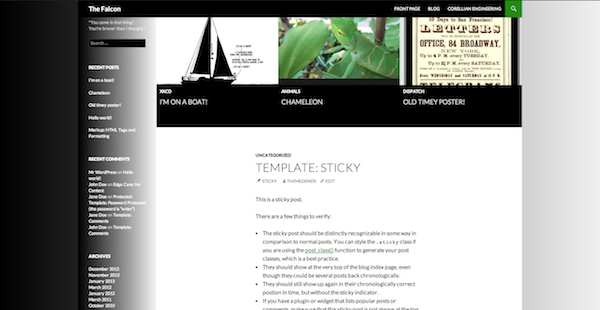 The Falcon
FRONT PAGE BLOG CORELLIAN ENGINEERING
"You came in that thing?
You're braver than I thought."
Search ...
RECENT POSTS
I'm on a boat!
Chameleon
Old timey poster!
Hello world!
Markup: HTML Tags and
Formatting
RECENT COMMENTS
Mr WordPress on Hello
world!
John Doe on Edge Case: No
Content
Jane Doe on Protected:
Template: Password Protected
(the password is "enter")
Jane Doe on Template:
Comments
John Doe on Template:
Comments
ARCHIVES
December 2013
November 2013
January 2013
March 2012
January 2012
March 2011
October 2010
XKCD
I'M ON A BOAT!
ANIMALS
CHAMELEON
10 Days to San Francisco!
OFFICE, 84 BROADWAY,
UP to 4 P. M. every TUESDAY,
Every WEDNESDAY and SATURDAY
TELEGRAMS
DISPATCH
OLD TIMEY POSTER!
UNCATEGORIZED
TEMPLATE: STICKY
STICKY THEMEDEMOS EDIT
This is a sticky post.
There are a few things to verify:
• The sticky post should be distinctly recognizable in some way in
comparison to normal posts. You can style the .sticky class if
you are using the post_class() function to generate your post
classes, which is a best practice.
• They should show at the very top of the blog index page, even
though they could be several posts back chronologically.
• They should still show up again in their chronologically correct
postion in time, but without the sticky indicator.
• If you have a plugin or widget that lists popular posts or
comments, make sure that this sticky post is not always at the top